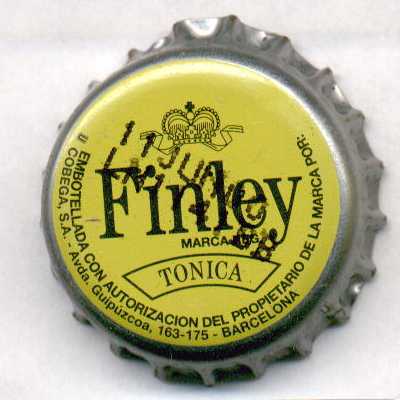 Finley
MARCA REG.
TONICA
EMBOTELLADA CON AUTORIZACION DEL PROPIETARIO DE LA MARCA POR:
COBEGA, S.A. - Avda. Guipúzcoa, 163-175 - BARCELONA